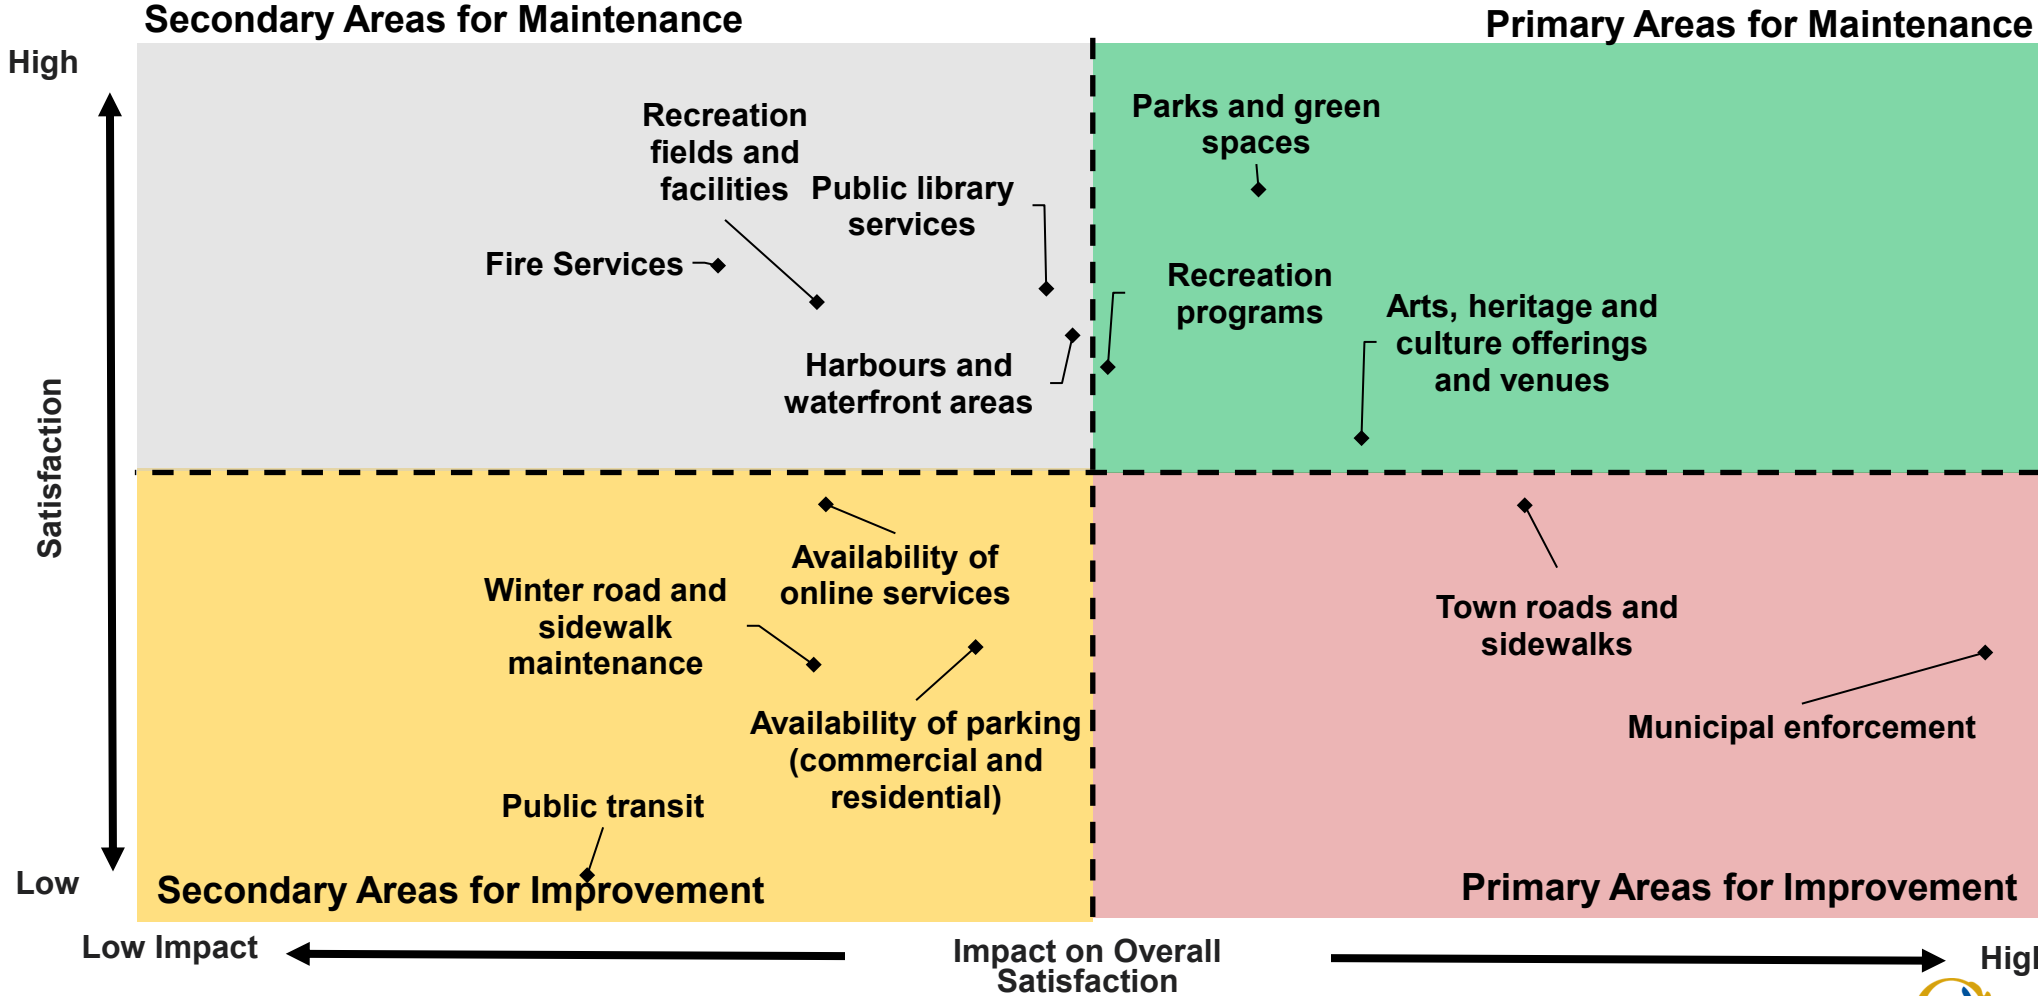 Secondary Areas for Maintenance
Primary Areas for Maintenance
High
Recreation
fields and
facilities
Public library
services
Fire Services
Harbours and
waterfront areas
Parks and green
spaces
Recreation
programs
Arts, heritage and
culture offerings
and venues
Satisfaction
Availability of
online services
Winter road and
sidewalk
maintenance
Availability of parking
(commercial and
residential)
Public transit
Town roads and
sidewalks
Municipal enforcement
Low
Secondary Areas for Improvement
Primary Areas for Improvement
Low Impact
Impact on Overall
Satisfaction
High